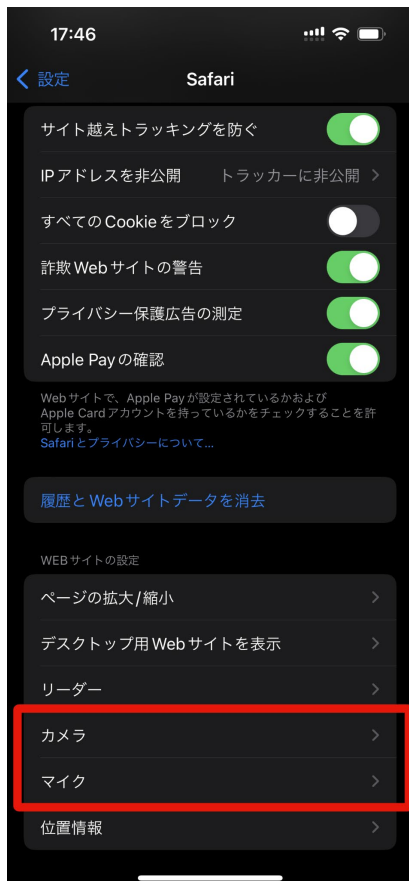 17:46
設定
Safari
サイト越えトラッキングを防ぐ
IPアドレスを非公開 トラッカーに非公開
すべてのCookieをブロック
詐欺Webサイトの警告
プライバシー保護広告の測定
Apple Payの確認
Webサイトで、Apple Payが設定されているかおよび
Apple Cardアカウントを持っているかをチェックすることを許
可します。
Safariとプライバシーについて...
履歴とWebサイトデータを消去
WEBサイトの設定
ページの拡大/縮小
デスクトップ用Webサイトを表示
リーダー
カメラ
マイク
位置情報